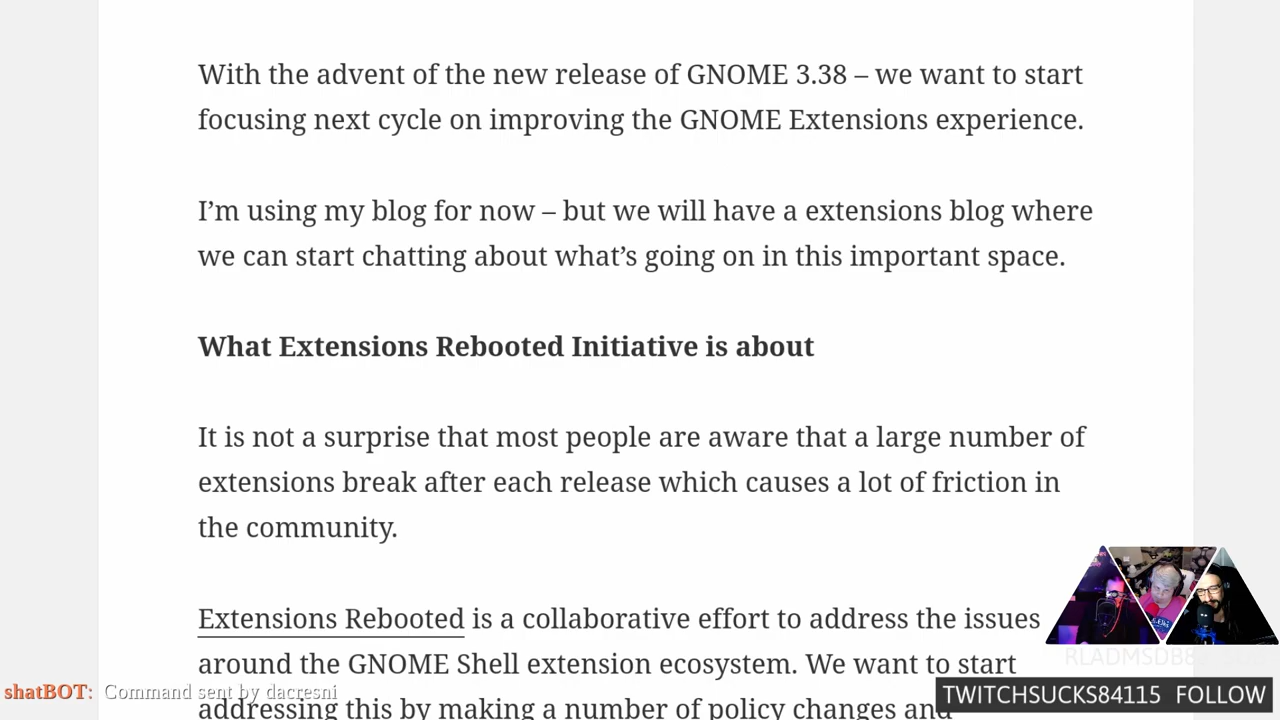 With the advent of the new release of GNOME 3.38 – we want to start
focusing next cycle on improving the GNOME Extensions experience.
I’m using my blog for now – but we will have a extensions blog where
we can start chatting about what’s going on in this important space.
What Extensions Rebooted Initiative is about
It is not a surprise that most people are aware that a large number of
extensions break after each release which causes a lot of friction in
the community.
Extensions Rebooted is a collaborative effort to address the issues
around the GNOME Shell extension ecosystem. We want to start
addressing this by making a number of policy changes and
shatBOT: Command sent by dacresni
TWITCHSUCKS84115 FOLLOW